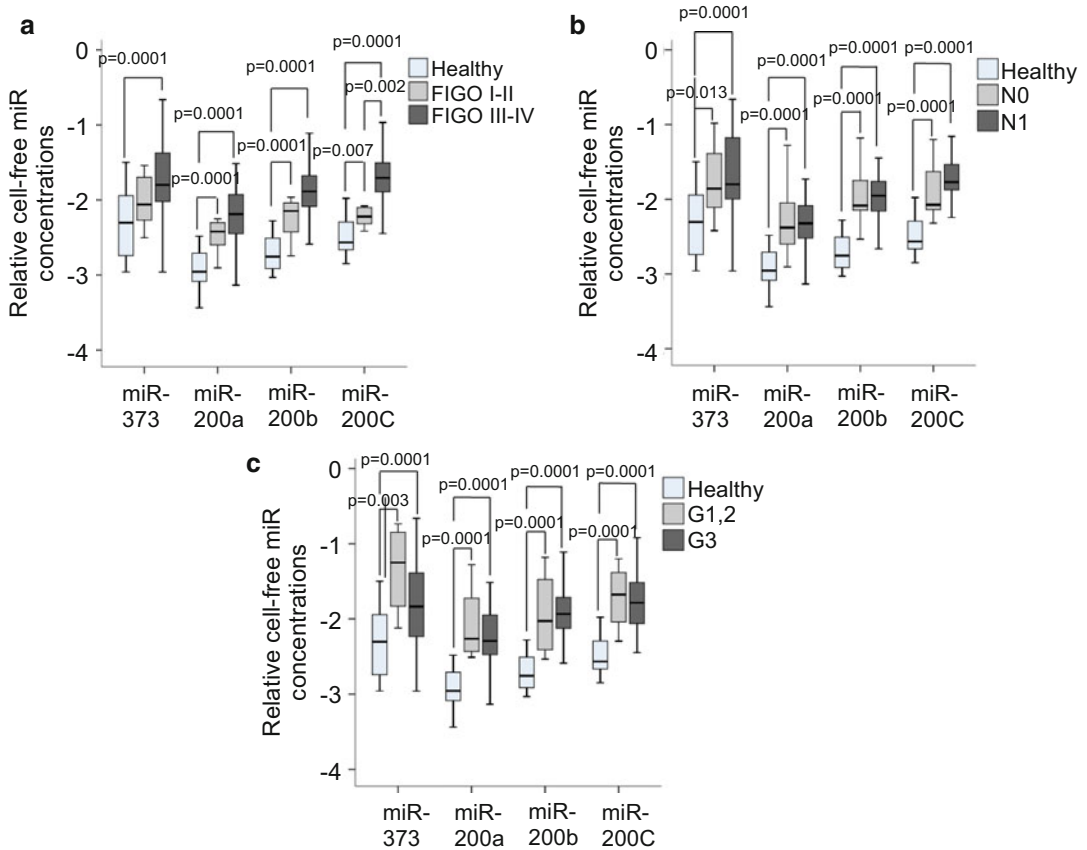 a
Relative cell-free miR
concentrations
0
-1
-2
-3
-4
p=0.0001
p=0.0001
p=0.0001
p=0.0001
p=0.0001
p=0.0001
p=0.007
p=0.002
Healthy
FIGO I-II
FIGO III-IV
miR-
373
miR-
200a
miR-
200b
miR-
200C
b
Relative cell-free miR
concentrations
0
-1
-2
-3
-4
p=0.0001
p=0.013
p=0.0001
p=0.0001
p=0.0001
p=0.0001
p=0.0001
p=0.0001
Healthy
N0
N1
miR-
373
miR-
200a
miR-
200b
miR-
200C
c
Relative cell-free miR
concentrations
0
-1
-2
-3
-4
p=0.0001
p=0.003
p=0.0001
p=0.0001
p=0.0001
p=0.0001
p=0.0001
p=0.0001
Healthy
G1,2
G3
miR-
373
miR-
200a
miR-
200b
miR-
200C